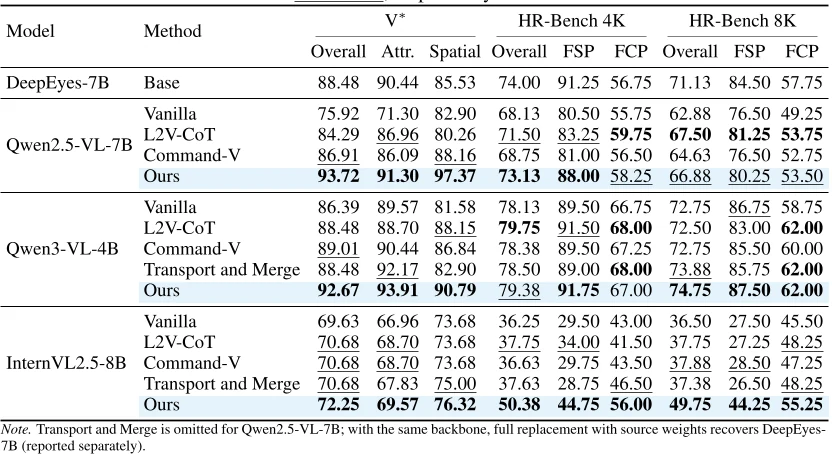 Model Method V* HR-Bench 4K HR-Bench 8K
Overall Attr. Spatial Overall FSP FCP Overall FSP FCP
DeepEyes-7B Base 88.48 90.44 85.53 74.00 91.25 56.75 71.13 84.50 57.75
Qwen2.5-VL-7B
Vanilla 75.92 71.30 82.90 68.13 80.50 55.75 62.88 76.50 49.25
L2V-CoT 84.29 86.96 80.26 71.50 83.25 59.75 67.50 81.25 53.75
Command-V 86.91 86.09 88.16 68.75 81.00 56.50 64.63 76.50 52.75
Ours 93.72 91.30 97.37 73.13 88.00 58.25 66.88 80.25 53.50
Qwen3-VL-4B
Vanilla 86.39 89.57 81.58 78.13 89.50 66.75 72.75 86.75 58.75
L2V-CoT 88.48 88.70 88.15 79.75 91.50 68.00 72.50 83.00 62.00
Command-V 89.01 90.44 86.84 78.38 89.50 67.25 72.75 85.50 60.00
Transport and Merge 88.48 92.17 82.90 78.50 89.00 68.00 73.88 85.75 62.00
Ours 92.67 93.91 90.79 79.38 91.75 67.00 74.75 87.50 62.00
InternVL2.5-8B
Vanilla 69.63 66.96 73.68 36.25 29.50 43.00 36.50 27.50 45.50
L2V-CoT 70.68 68.70 73.68 37.75 34.00 41.50 37.75 27.25 48.25
Command-V 70.68 68.70 73.68 36.63 29.75 43.50 37.88 28.50 47.25
Transport and Merge 70.68 67.83 75.00 37.63 28.75 46.50 37.38 26.50 48.25
Ours 72.25 69.57 76.32 50.38 44.75 56.00 49.75 44.25 55.25
Note. Transport and Merge is omitted for Qwen2.5-VL-7B; with the same backbone, full replacement with source weights recovers DeepEyes-
7B (reported separately).